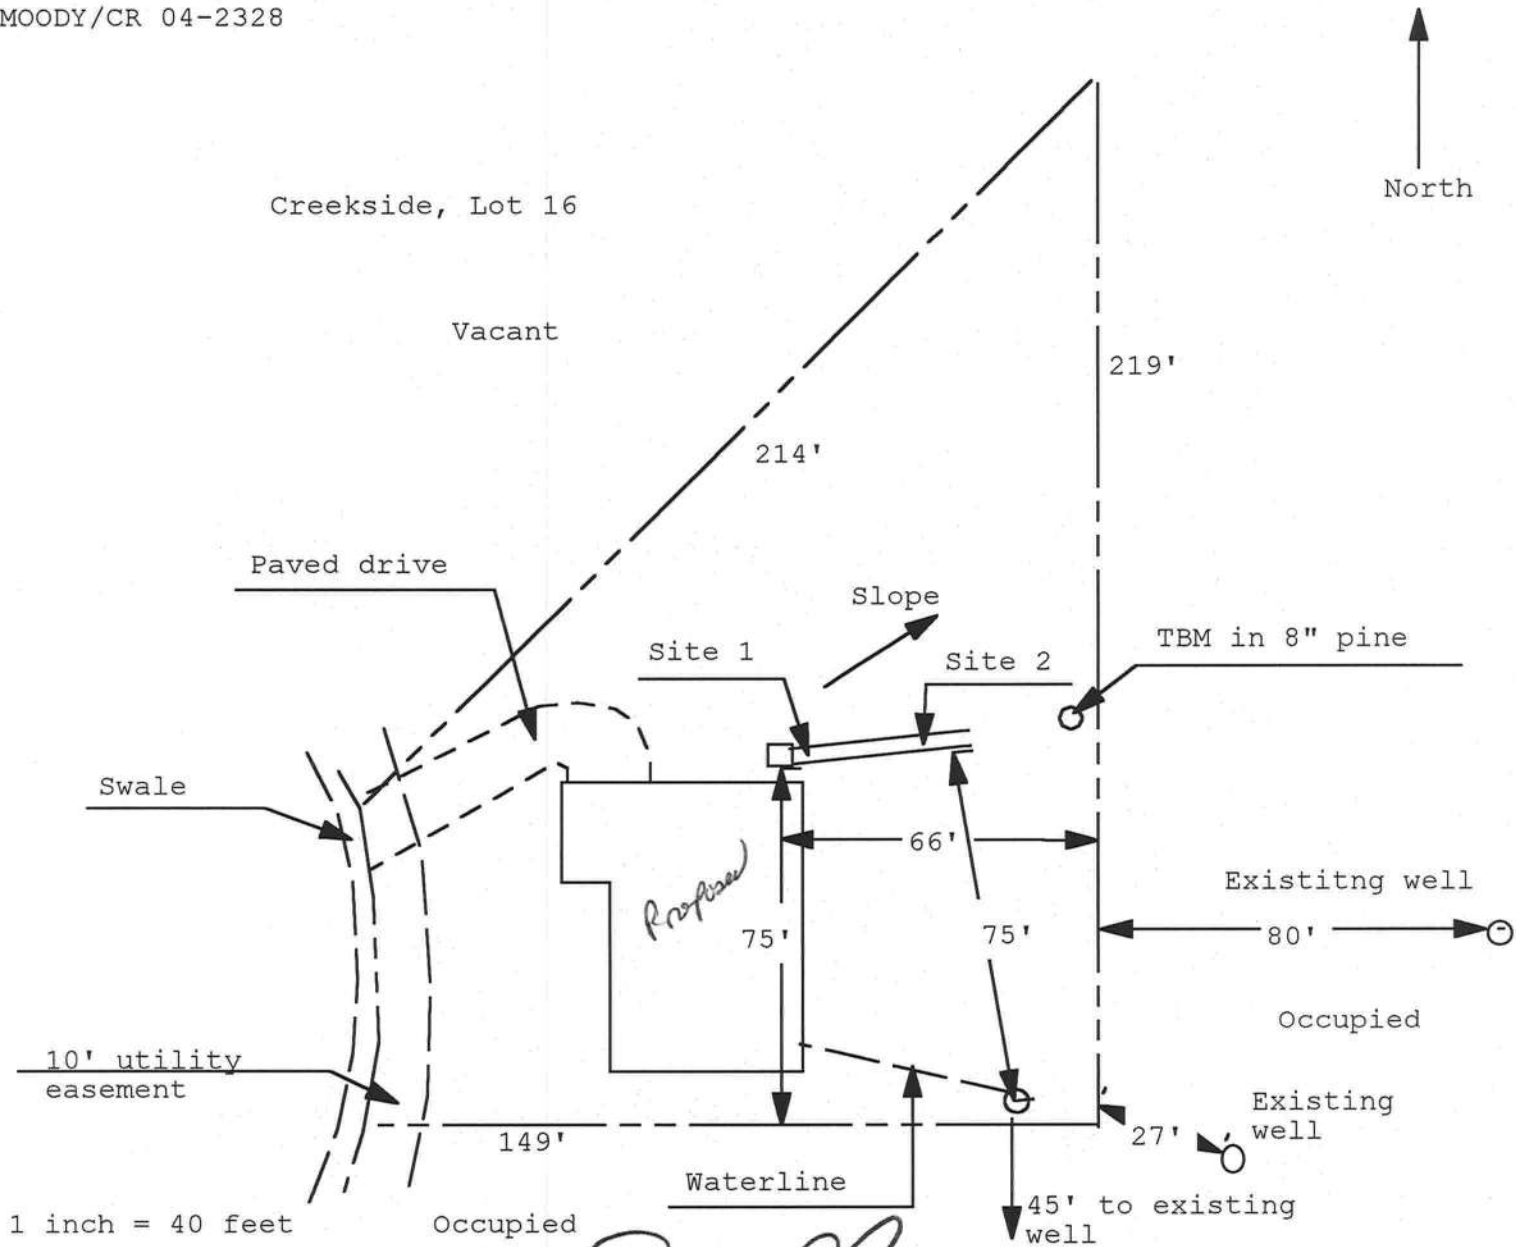 MOODY/CR 04-2328
North
Creekside, Lot 16
Vacant
219'
214'
Paved drive
Slope
TBM in 8" pine
Site 1
Site 2
Swale
66'
Proposed
Existitng well
75'
75'
80'
Occupied
10' utility
easement
Existing
well
27'
149'
Waterline
45' to existing
well
1 inch = 40 feet
Occupied